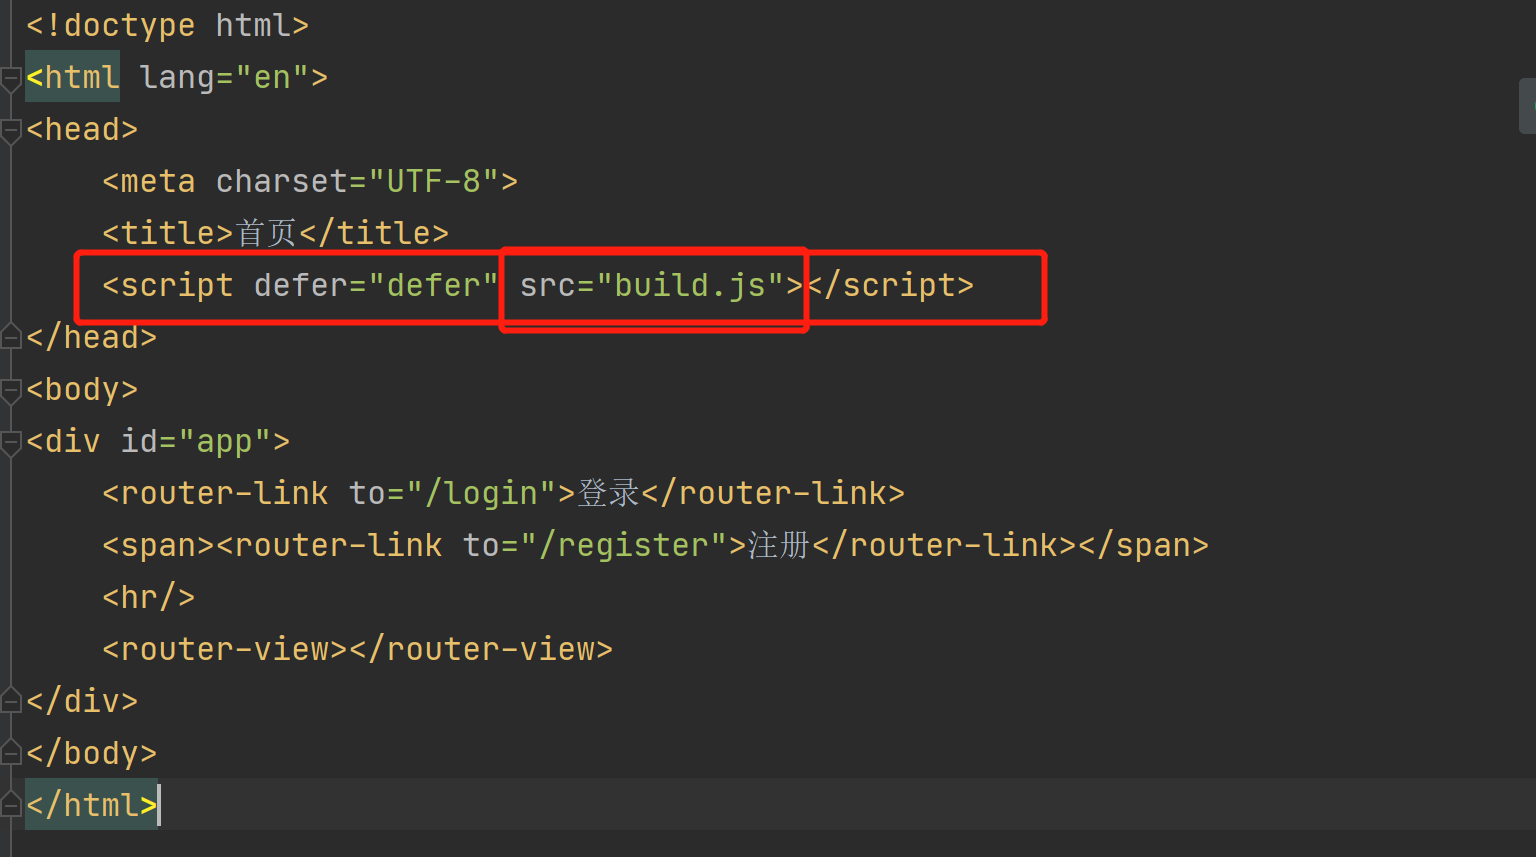 <!doctype html>
<html lang="en">
<head>
    <meta charset="UTF-8">
    <title>首页</title>
    <script defer="defer" src="build.js"></script>
</head>
<body>
<div id="app">
    <router-link to="/login">登录</router-link>
    <span><router-link to="/register">注册</router-link></span>
    <hr/>
    <router-view></router-view>
</div>
</body>
</html>